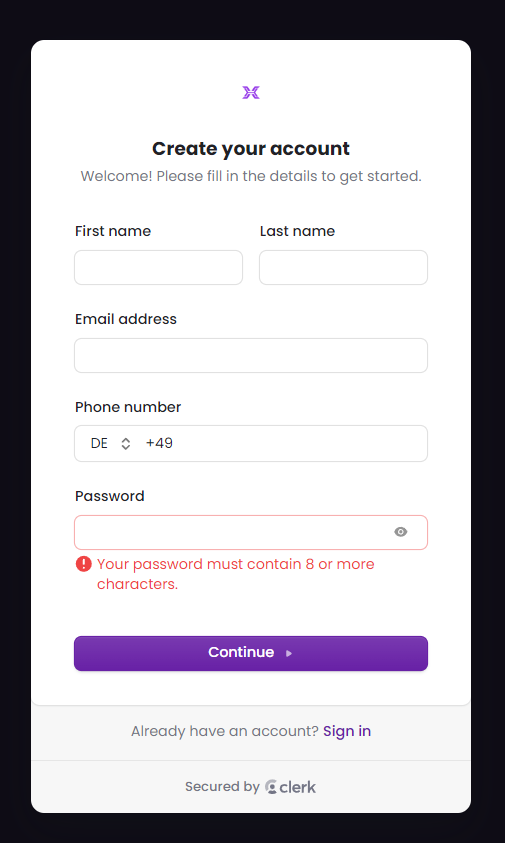 Create your account
Welcome! Please fill in the details to get started.
First name
Last name
Email address
Phone number
DE +49
Password
Your password must contain 8 or more
characters.
Continue
Already have an account? Sign in
Secured by clerk